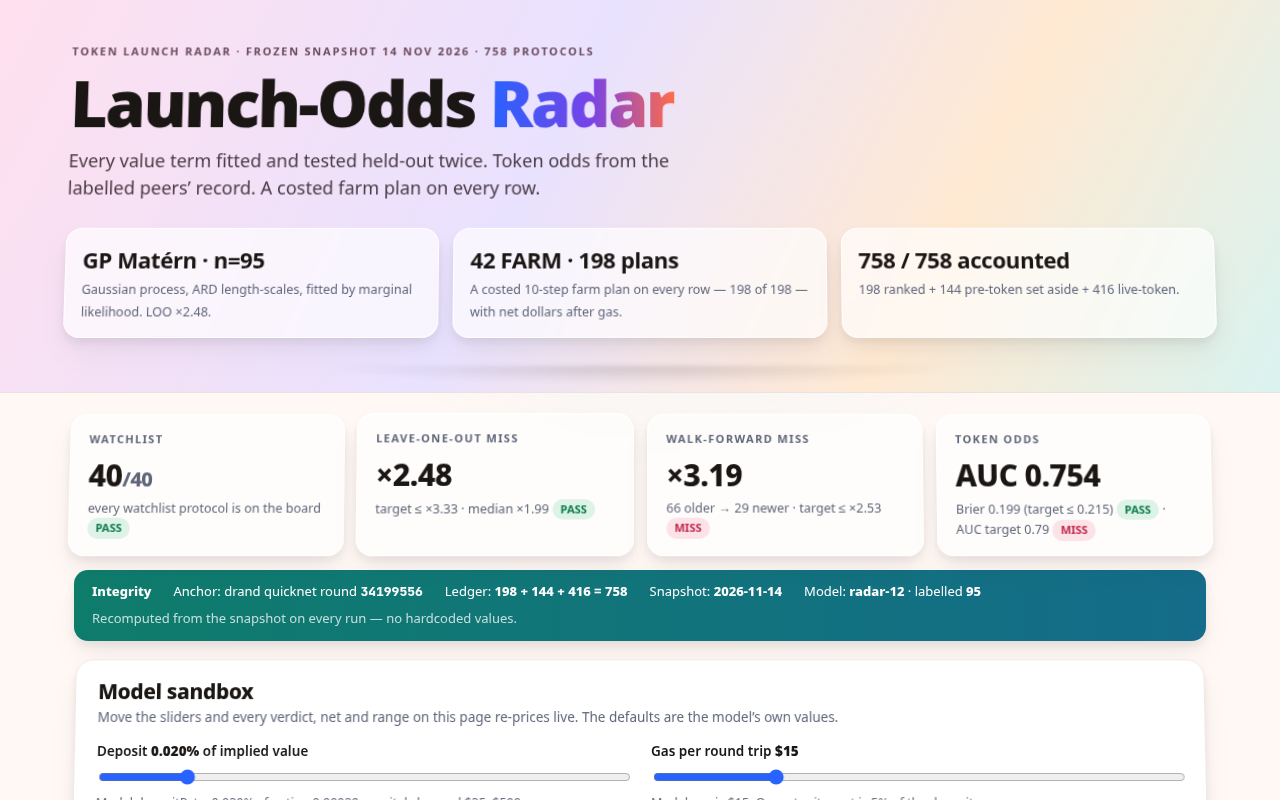 TOKEN LAUNCH RADAR · FROZEN SNAPSHOT 14 NOV 2026 · 758 PROTOCOLS
Launch-Odds Radar
Every value term fitted and tested held-out twice. Token odds from the
labelled peers’ record. A costed farm plan on every row.
GP Matérn · n=95
Gaussian process, ARD length-scales, fitted by marginal
likelihood. LOO ×2.48.
42 FARM · 198 plans
A costed 10-step farm plan on every row — 198 of 198 —
with net dollars after gas.
758 / 758 accounted
198 ranked + 144 pre-token set aside + 416 live-token.
WATCHLIST
40/40
every watchlist protocol is on the board
PASS
LEAVE-ONE-OUT MISS
×2.48
target ≤ ×3.33 · median ×1.99 PASS
WALK-FORWARD MISS
×3.19
66 older → 29 newer · target ≤ ×2.53
MISS
TOKEN ODDS
AUC 0.754
Brier 0.199 (target ≤ 0.215) PASS ·
AUC target 0.79 MISS
Integrity Anchor: drand quicknet round 34199556 Ledger: 198 + 144 + 416 = 758 Snapshot: 2026-11-14 Model: radar-12 · labelled 95
Recomputed from the snapshot on every run — no hardcoded values.
Model sandbox
Move the sliders and every verdict, net and range on this page re-prices live. The defaults are the model’s own values.
Deposit 0.020% of implied value
Gas per round trip $15